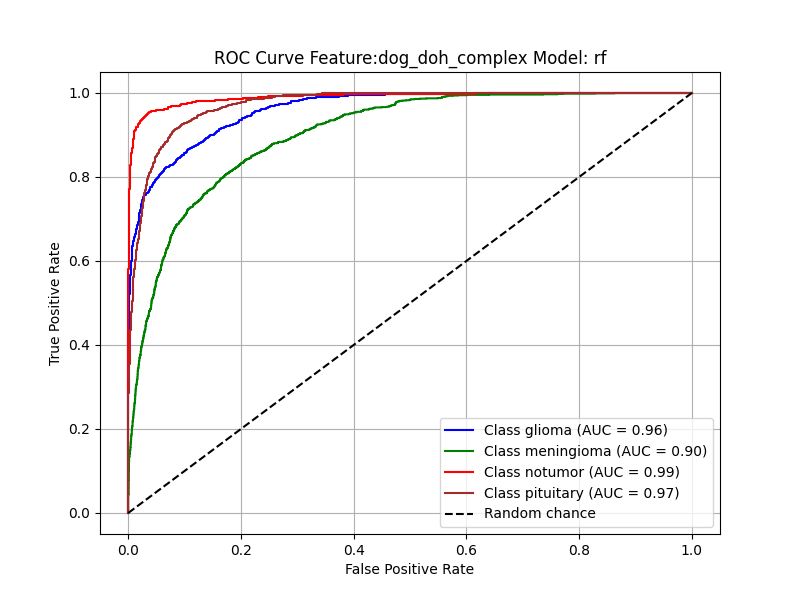 ROC Curve Feature:dog_doh_complex Model: rf
True Positive Rate
1.0
0.8
0.6
0.4
0.2
0.0
Class glioma (AUC = 0.96)
Class meningioma (AUC = 0.90)
Class notumor (AUC = 0.99)
Class pituitary (AUC = 0.97)
Random chance
0.0 0.2 0.4 0.6 0.8 1.0
False Positive Rate